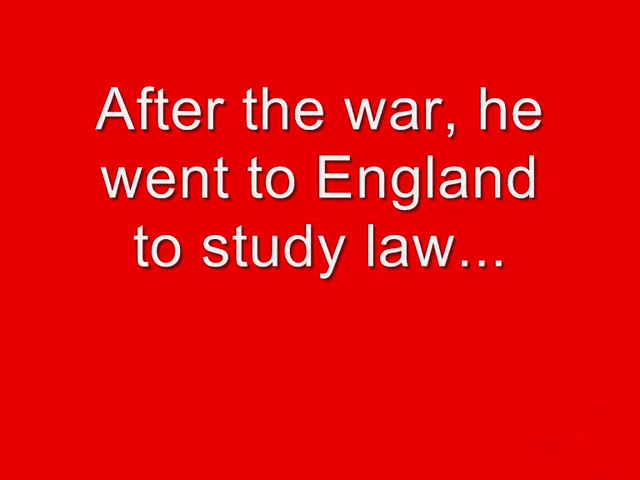 After the war, he
went to England
to study law...